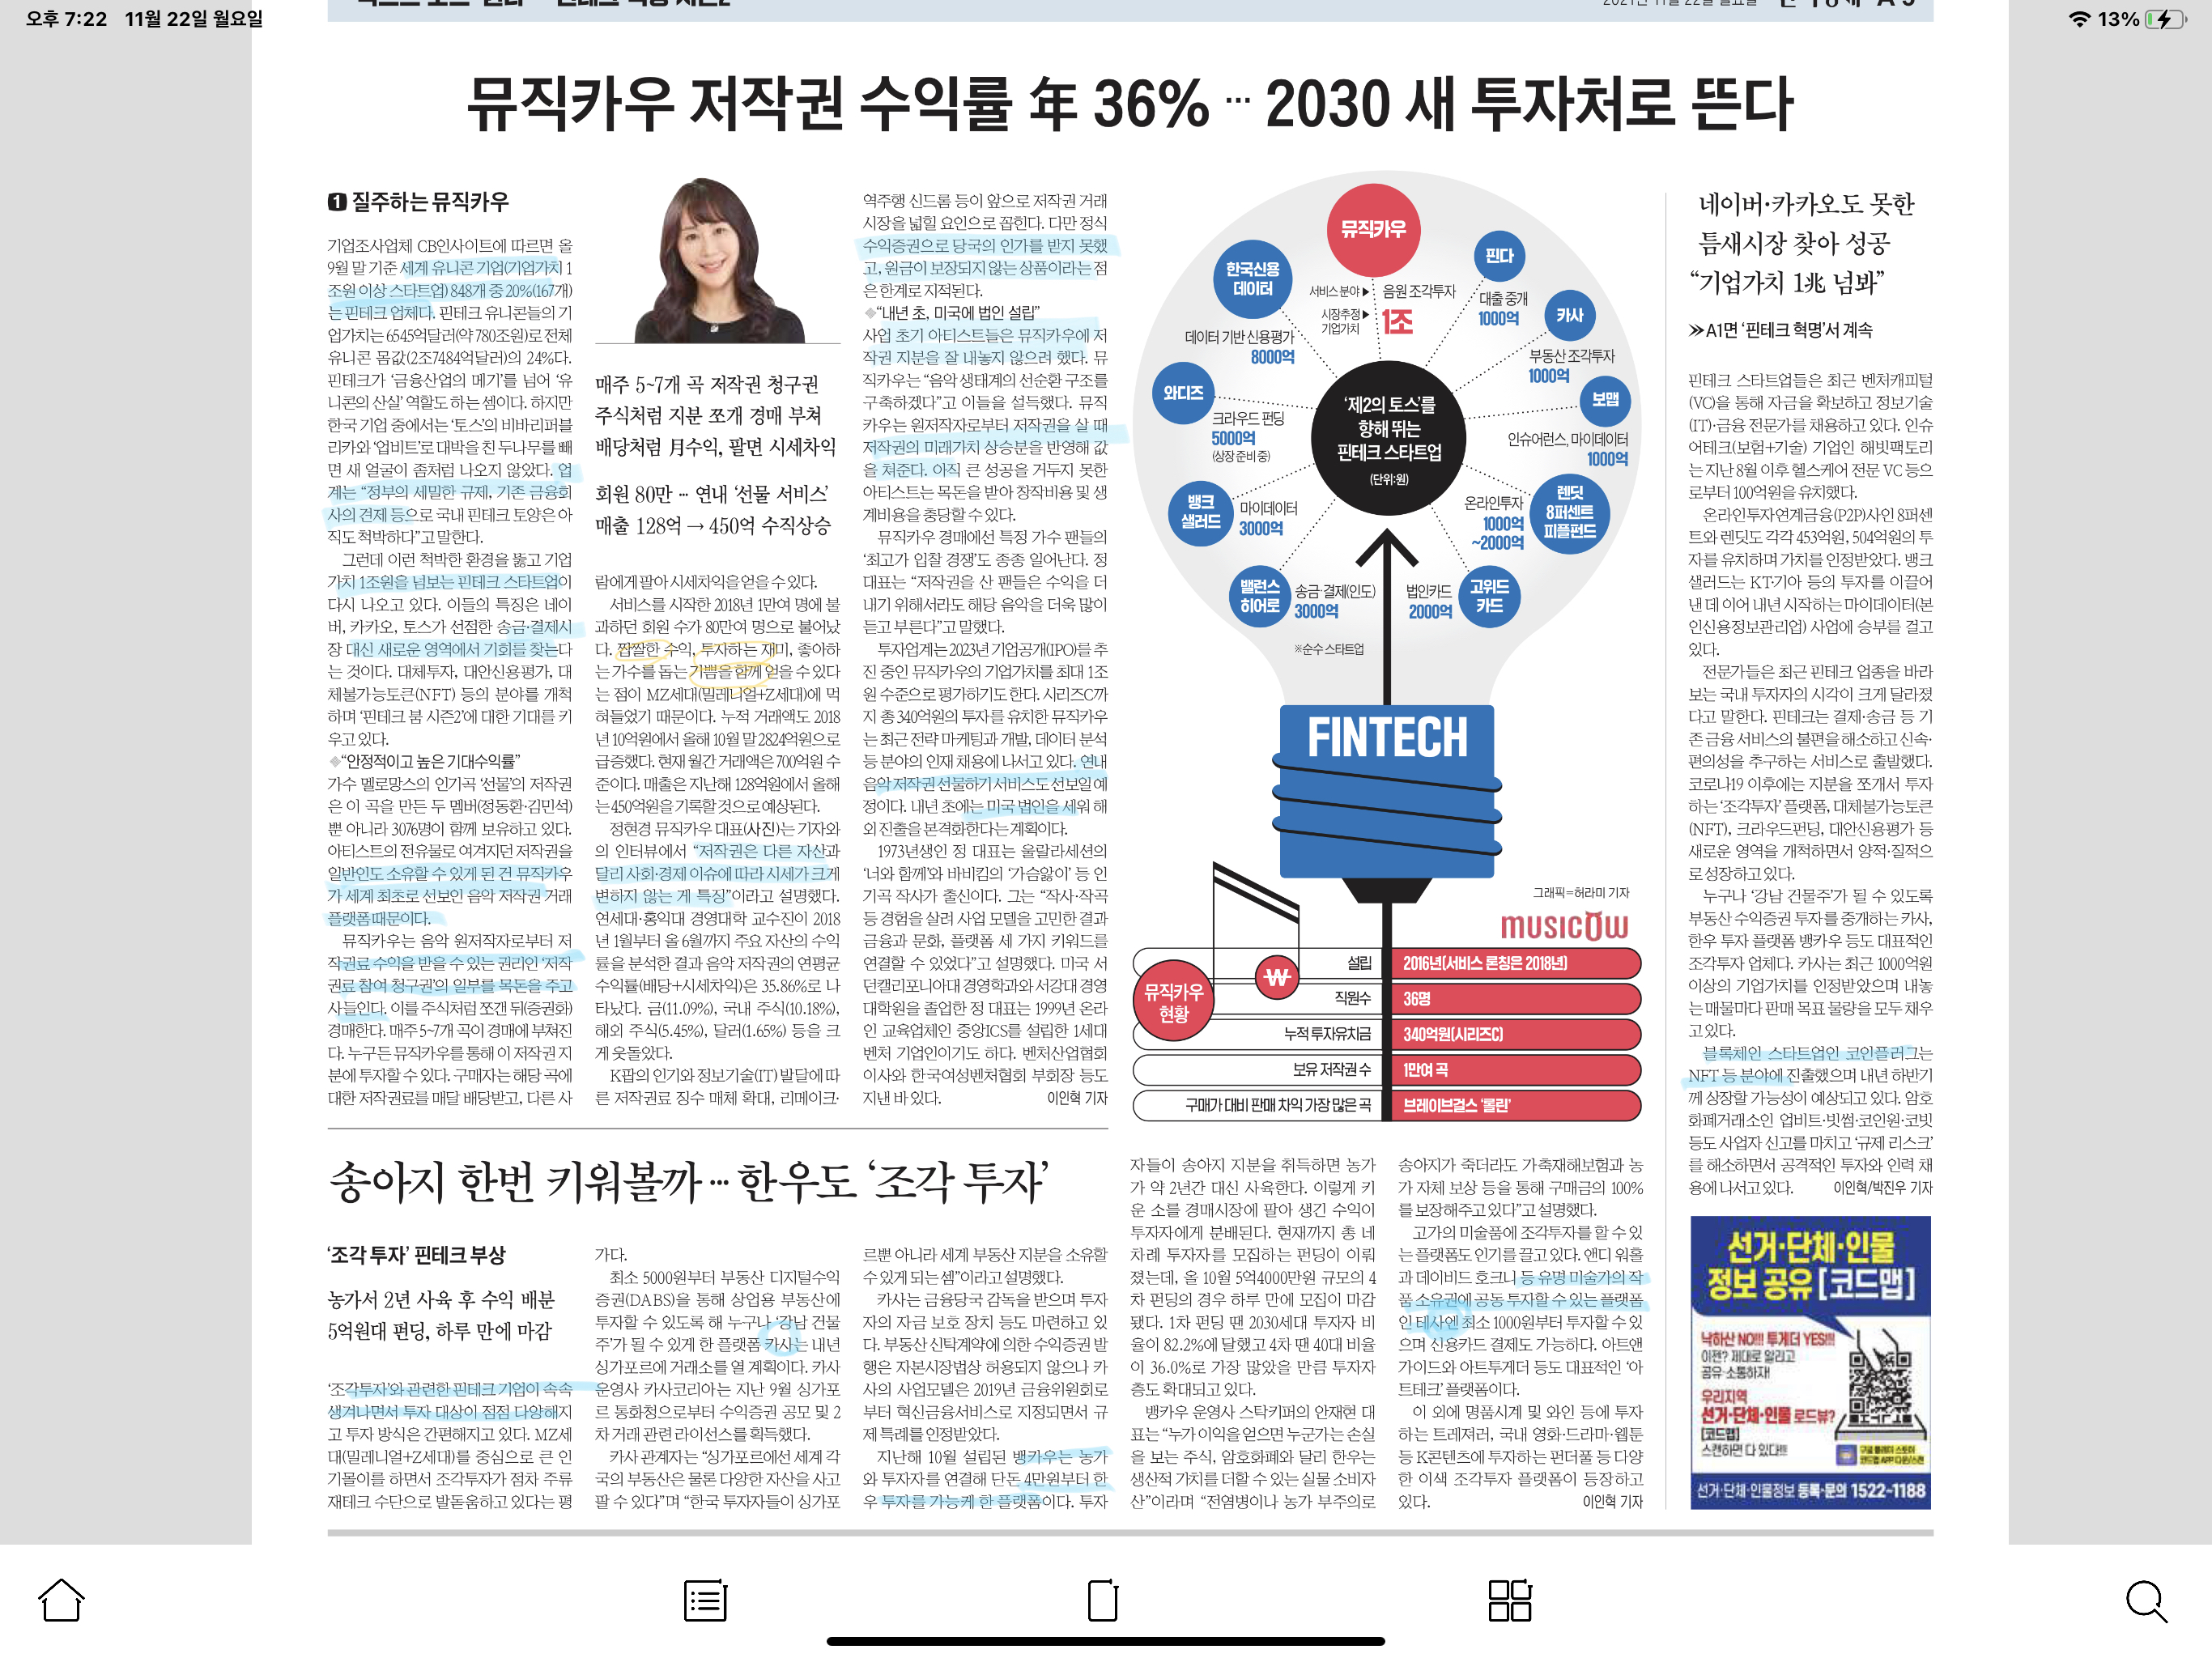 오후 7:22 11월 22일 월요일
13%
뮤직카우 저작권 수익률 年 36% … 2030 새 투자처로 뜬다
1 질주하는 뮤직카우
기업조사업체 CB인사이트에 따르면 올
9월 말 기준 세계 유니콘 기업(기업가치 1
조원 이상 스타트업) 848개 중 20%(167개)
는 핀테크 업체다. 핀테크 유니콘들의 기
업가치는 6545억달러(약 780조원)로 전체
유니콘 몸값(2조7484억달러)의 24%다.
핀테크가 '금융산업의 메기'를 넘어 '유
니콘의 산실' 역할도 하는 셈이다. 하지만
한국 기업 중에서는 '토스'의 비바리퍼블
리카와 '업비트'로 대박을 친 두나무를 빼
면 새 얼굴이 좀처럼 나오지 않았다. 업
계는 “정부의 세밀한 규제, 기존 금융회
사의 견제 등으로 국내 핀테크 토양은 아
직도 척박하다”고 말한다.
그런데 이런 척박한 환경을 뚫고 기업
가치 1조원을 넘보는 핀테크 스타트업이
다시 나오고 있다. 이들의 특징은 네이
버, 카카오, 토스가 선점한 송금·결제시
장 대신 새로운 영역에서 기회를 찾는다
는 것이다. 대체투자, 대안신용평가, 대
체불가능토큰(NFT) 등의 분야를 개척
하며 '핀테크 붐 시즌2'에 대한 기대를 키
우고 있다.
◆“안정적이고 높은 기대수익률”
가수 멜로망스의 인기곡 '선물'의 저작권
은 이 곡을 만든 두 멤버(정동환·김민석)
뿐 아니라 3076명이 함께 보유하고 있다.
아티스트의 전유물로 여겨지던 저작권을
일반인도 소유할 수 있게 된 건 뮤직카우
가 세계 최초로 선보인 음악 저작권 거래
플랫폼 때문이다.
뮤직카우는 음악 원저작자로부터 저
작권료 수익을 받을 수 있는 권리인 '저작
권료 참여 청구권'의 일부를 목돈을 주고
사들인다. 이를 주식처럼 쪼갠 뒤(증권화)
경매한다. 매주 5~7개 곡이 경매에 부쳐진
다. 누구든 뮤직카우를 통해 이 저작권 지
분에 투자할 수 있다. 구매자는 해당 곡에
대한 저작권료를 매달 배당받고, 다른 사
매주 5~7개 곡 저작권 청구권
주식처럼 지분 쪼개 경매 부쳐
배당처럼 月수익, 팔면 시세차익
회원 80만 … 연내 '선물 서비스'
매출 128억 → 450억 수직상승
람에게 팔아 시세차익을 얻을 수 있다.
서비스를 시작한 2018년 1만여 명에 불
과하던 회원 수가 80만여 명으로 불어났
다. 짭짤한 수익, 투자하는 재미, 좋아하
는 가수를 돕는 기쁨을 함께 얻을 수 있다
는 점이 MZ세대(밀레니얼+Z세대)에 먹
혀들었기 때문이다. 누적 거래액도 2018
년 10억원에서 올해 10월 말 2824억원으로
급증했다. 현재 월간 거래액은 700억원 수
준이다. 매출은 지난해 128억원에서 올해
는 450억원을 기록할 것으로 예상된다.
정현경 뮤직카우 대표(사진)는 기자와
의 인터뷰에서 “저작권은 다른 자산과
달리 사회·경제 이슈에 따라 시세가 크게
변하지 않는 게 특징”이라고 설명했다.
연세대·홍익대 경영대학 교수진이 2018
년 1월부터 올 6월까지 주요 자산의 수익
률을 분석한 결과 음악 저작권의 연평균
수익률(배당+시세차익)은 35.86%로 나
타났다. 금(11.09%), 국내 주식(10.18%),
해외 주식(5.45%), 달러(1.65%) 등을 크
게 웃돌았다.
K팝의 인기와 정보기술(IT) 발달에 따
른 저작권료 징수 매체 확대, 리메이크·
역주행 신드롬 등이 앞으로 저작권 거래
시장을 넓힐 요인으로 꼽힌다. 다만 정식
수익증권으로 당국의 인가를 받지 못했
고, 원금이 보장되지 않는 상품이라는 점
은 한계로 지적된다.
◆“내년 초, 미국에 법인 설립”
사업 초기 아티스트들은 뮤직카우에 저
작권 지분을 잘 내놓지 않으려 했다. 뮤
직카우는 “음악 생태계의 선순환 구조를
구축하겠다”고 이들을 설득했다. 뮤직
카우는 원저작자로부터 저작권을 살 때
저작권의 미래가치 상승분을 반영해 값
을 쳐준다. 아직 큰 성공을 거두지 못한
아티스트는 목돈을 받아 창작비용 및 생
계비용을 충당할 수 있다.
뮤직카우 경매에선 특정 가수 팬들의
'최고가 입찰 경쟁'도 종종 일어난다. 정
대표는 “저작권을 산 팬들은 수익을 더
내기 위해서라도 해당 음악을 더욱 많이
듣고 부른다”고 말했다.
투자업계는 2023년 기업공개(IPO)를 추
진 중인 뮤직카우의 기업가치를 최대 1조
원 수준으로 평가하기도 한다. 시리즈C까
지 총 340억원의 투자를 유치한 뮤직카우
는 최근 전략 마케팅과 개발, 데이터 분석
등 분야의 인재 채용에 나서고 있다. 연내
음악 저작권 선물하기 서비스도 선보일 예
정이다. 내년 초에는 미국 법인을 세워 해
외 진출을 본격화한다는 계획이다.
1973년생인 정 대표는 울랄라세션의
'너와 함께'와 바비킴의 '가슴앓이' 등 인
기곡 작사가 출신이다. 그는 “작사·작곡
등 경험을 살려 사업 모델을 고민한 결과
금융과 문화, 플랫폼 세 가지 키워드를
연결할 수 있었다”고 설명했다. 미국 서
던캘리포니아대 경영학과와 서강대 경영
대학원을 졸업한 정 대표는 1999년 온라
인 교육업체인 중앙ICS를 설립한 1세대
벤처 기업인이기도 하다. 벤처산업협회
이사와 한국여성벤처협회 부회장 등도
지낸 바 있다. 이인혁 기자
뮤직카우
서비스 분야▶ 음원 조각투자
시장추정▶ 기업가치 1조
핀다
대출 중개
1000억
카사
부동산 조각투자
1000억
보맵
인슈어런스, 마이데이터
1000억
렌딧
8퍼센트
피플펀드
온라인투자
1000억
~2000억
고위드
카드
법인카드
2000억
밸런스
히어로
송금·결제(인도)
3000억
뱅크
샐러드
마이데이터
3000억
와디즈
크라우드 펀딩
5000억
(상장 준비 중)
한국신용
데이터
데이터 기반 신용평가
8000억
'제2의 토스'를
향해 뛰는
핀테크 스타트업
(단위:원)
※순수 스타트업
FINTECH
그래픽=허라미 기자
musicow
뮤직카우
현황
₩
설립 2016년(서비스 론칭은 2018년)
직원수 36명
누적 투자유치금 340억원(시리즈C)
보유 저작권 수 1만여 곡
구매가 대비 판매 차익 가장 많은 곡 브레이브걸스 '롤린'
네이버·카카오도 못한
틈새시장 찾아 성공
“기업가치 1兆 넘봐”
≫A1면 '핀테크 혁명'서 계속
핀테크 스타트업들은 최근 벤처캐피털
(VC)을 통해 자금을 확보하고 정보기술
(IT)·금융 전문가를 채용하고 있다. 인슈
어테크(보험+기술) 기업인 해빗팩토리
는 지난 8월 이후 헬스케어 전문 VC 등으
로부터 100억원을 유치했다.
온라인투자연계금융(P2P)사인 8퍼센
트와 렌딧도 각각 453억원, 504억원의 투
자를 유치하며 가치를 인정받았다. 뱅크
샐러드는 KT·기아 등의 투자를 이끌어
낸 데 이어 내년 시작하는 마이데이터(본
인신용정보관리업) 사업에 승부를 걸고
있다.
전문가들은 최근 핀테크 업종을 바라
보는 국내 투자자의 시각이 크게 달라졌
다고 말한다. 핀테크는 결제·송금 등 기
존 금융 서비스의 불편을 해소하고 신속·
편의성을 추구하는 서비스로 출발했다.
코로나19 이후에는 지분을 쪼개서 투자
하는 '조각투자' 플랫폼, 대체불가능토큰
(NFT), 크라우드펀딩, 대안신용평가 등
새로운 영역을 개척하면서 양적·질적으
로 성장하고 있다.
누구나 '강남 건물주'가 될 수 있도록
부동산 수익증권 투자를 중개하는 카사,
한우 투자 플랫폼 뱅카우 등도 대표적인
조각투자 업체다. 카사는 최근 1000억원
이상의 기업가치를 인정받았으며 내놓
는 매물마다 판매 목표 물량을 모두 채우
고 있다.
블록체인 스타트업인 코인플러그는
NFT 등 분야에 진출했으며 내년 하반기
께 상장할 가능성이 예상되고 있다. 암호
화폐거래소인 업비트·빗썸·코인원·코빗
등도 사업자 신고를 마치고 '규제 리스크'
를 해소하면서 공격적인 투자와 인력 채
용에 나서고 있다. 이인혁/박진우 기자
송아지 한번 키워볼까 … 한우도 '조각 투자'
'조각 투자' 핀테크 부상
농가서 2년 사육 후 수익 배분
5억원대 펀딩, 하루 만에 마감
'조각투자'와 관련한 핀테크 기업이 속속
생겨나면서 투자 대상이 점점 다양해지
고 투자 방식은 간편해지고 있다. MZ세
대(밀레니얼+Z세대)를 중심으로 큰 인
기몰이를 하면서 조각투자가 점차 주류
재테크 수단으로 발돋움하고 있다는 평
가다.
최소 5000원부터 부동산 디지털수익
증권(DABS)을 통해 상업용 부동산에
투자할 수 있도록 해 누구나 '강남 건물
주'가 될 수 있게 한 플랫폼 카사는 내년
싱가포르에 거래소를 열 계획이다. 카사
운영사 카사코리아는 지난 9월 싱가포
르 통화청으로부터 수익증권 공모 및 2
차 거래 관련 라이선스를 획득했다.
카사 관계자는 “싱가포르에선 세계 각
국의 부동산은 물론 다양한 자산을 사고
팔 수 있다”며 “한국 투자자들이 싱가포
르뿐 아니라 세계 부동산 지분을 소유할
수 있게 되는 셈”이라고 설명했다.
카사는 금융당국 감독을 받으며 투자
자의 자금 보호 장치 등도 마련하고 있
다. 부동산 신탁계약에 의한 수익증권 발
행은 자본시장법상 허용되지 않으나 카
사의 사업모델은 2019년 금융위원회로
부터 혁신금융서비스로 지정되면서 규
제 특례를 인정받았다.
지난해 10월 설립된 뱅카우는 농가
와 투자자를 연결해 단돈 4만원부터 한
우 투자를 가능케 한 플랫폼이다. 투자
자들이 송아지 지분을 취득하면 농가
가 약 2년간 대신 사육한다. 이렇게 키
운 소를 경매시장에 팔아 생긴 수익이
투자자에게 분배된다. 현재까지 총 네
차례 투자자를 모집하는 펀딩이 이뤄
졌는데, 올 10월 5억4000만원 규모의 4
차 펀딩의 경우 하루 만에 모집이 마감
됐다. 1차 펀딩 땐 2030세대 투자자 비
율이 82.2%에 달했고 4차 땐 40대 비율
이 36.0%로 가장 많았을 만큼 투자자
층도 확대되고 있다.
뱅카우 운영사 스탁키퍼의 안재현 대
표는 “누가 이익을 얻으면 누군가는 손실
을 보는 주식, 암호화폐와 달리 한우는
생산적 가치를 더할 수 있는 실물 소비자
산”이라며 “전염병이나 농가 부주의로
송아지가 죽더라도 가축재해보험과 농
가 자체 보상 등을 통해 구매금의 100%
를 보장해주고 있다”고 설명했다.
고가의 미술품에 조각투자를 할 수 있
는 플랫폼도 인기를 끌고 있다. 앤디 워홀
과 데이비드 호크니 등 유명 미술가의 작
품 소유권에 공동 투자할 수 있는 플랫폼
인 테사엔 최소 1000원부터 투자할 수 있
으며 신용카드 결제도 가능하다. 아트앤
가이드와 아트투게더 등도 대표적인 '아
트테크' 플랫폼이다.
이 외에 명품시계 및 와인 등에 투자
하는 트레져러, 국내 영화·드라마·웹툰
등 K콘텐츠에 투자하는 펀더풀 등 다양
한 이색 조각투자 플랫폼이 등장하고
있다. 이인혁 기자
선거·단체·인물
정보 공유 [코드맵]
낙하산 NO!!! 투게더 YES!!!
이젠? 제대로 알리고
공유·소통하자!
우리지역
선거·단체·인물 로드뷰?
[코드맵]
스캔하면 다 있다!!!
선거·단체·인물정보 등록·문의 1522-1188